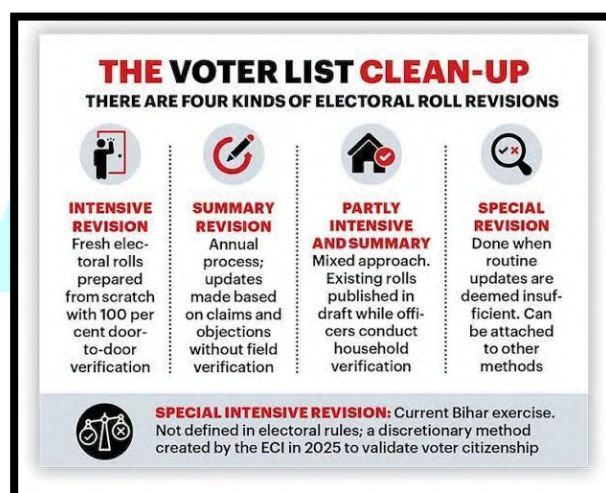 THE VOTER LIST CLEAN-UP
THERE ARE FOUR KINDS OF ELECTORAL ROLL REVISIONS
INTENSIVE
REVISION
Fresh elec-
toral rolls
prepared
from scratch
with 100 per
cent door-
to-door
verification
SUMMARY
REVISION
Annual
process;
updates
made based
on claims and
objections
without field
verification
PARTLY
INTENSIVE
AND SUMMARY
Mixed approach.
Existing rolls
published in
draft while offi-
cers conduct
household
verification
SPECIAL
REVISION
Done when
routine
updates are
deemed insuf-
ficient. Can
be attached
to other
methods
SPECIAL INTENSIVE REVISION: Current Bihar exercise.
Not defined in electoral rules; a discretionary method
created by the ECI in 2025 to validate voter citizenship